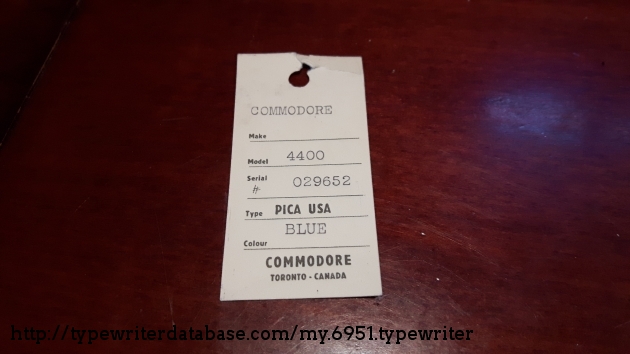 COMMODORE
Make
Model 4400
Serial
# 029652
Type PICA USA
BLUE
Colour
COMMODORE
TORONTO - CANADA
http://typewriterdatabase.com/my.6951.typewriter